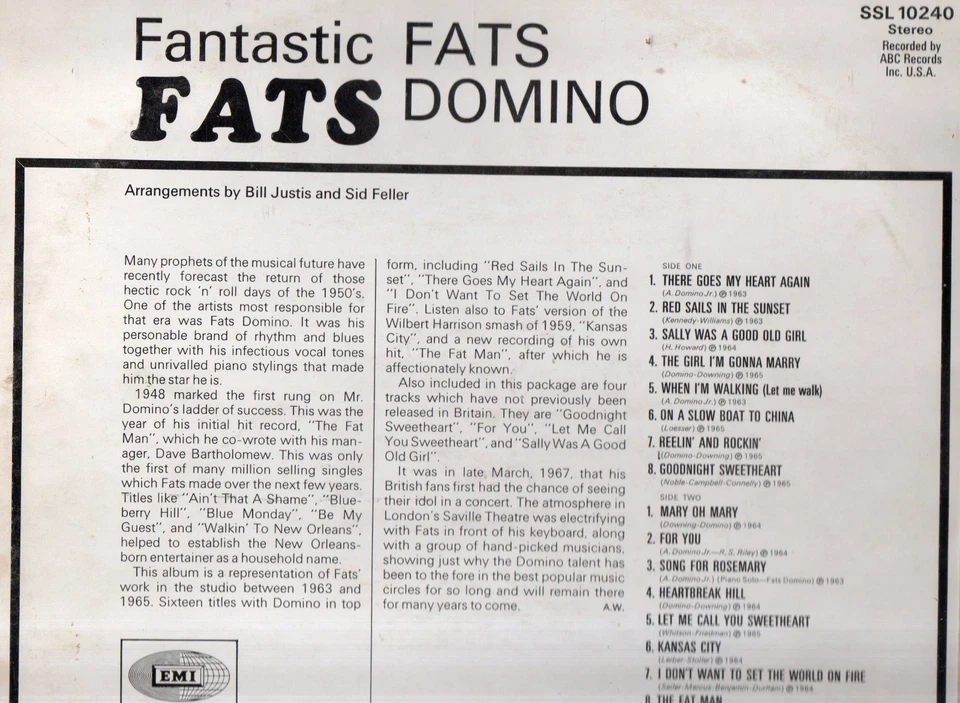 Fantastic FATS
FATS DOMINO
SSL 10240
Stereo
Recorded by
ABC Records
Inc. U.S.A.
Arrangements by Bill Justis and Sid Feller
Many prophets of the musical future have
recently forecast the return of those
hectic rock 'n' roll days of the 1950's.
One of the artists most responsible for
that era was Fats Domino. It was his
personable brand of rhythm and blues
together with his infectious vocal tones
and unrivalled piano stylings that made
him the star he is.
1948 marked the first rung on Mr.
Domino's ladder of success. This was the
year of his initial hit record, "The Fat
Man", which he co-wrote with his man-
ager, Dave Bartholomew. This was only
the first of many million selling singles
which Fats made over the next few years.
Titles like "Ain't That A Shame", "Blue-
berry Hill", "Blue Monday", "Be My
Guest", and "Walkin' To New Orleans",
helped to establish the New Orleans-
born entertainer as a household name.
This album is a representation of Fats'
work in the studio between 1963 and
1965. Sixteen titles with Domino in top
form, including "Red Sails In The Sun-
set", "There Goes My Heart Again", and
"I Don't Want To Set The World On
Fire". Listen also to Fats' version of the
Wilbert Harrison smash of 1959, "Kansas
City", and a new recording of his own
hit, "The Fat Man", after which he is
affectionately known.
Also included in this package are four
tracks which have not previously been
released in Britain. They are "Goodnight
Sweetheart", "For You", "Let Me Call
You Sweetheart", and "Sally Was A Good
Old Girl".
It was in late March, 1967, that his
British fans first had the chance of seeing
their idol in a concert. The atmosphere in
London's Saville Theatre was electrifying
with Fats in front of his keyboard, along
with a group of hand-picked musicians,
showing just why the Domino talent has
been to the fore in the best popular music
circles for so long and will remain there
for many years to come. A.W.
SIDE ONE
1. THERE GOES MY HEART AGAIN
(A. Domino Jr.) ℗ 1963
2. RED SAILS IN THE SUNSET
(Kennedy-Williams) ℗ 1963
3. SALLY WAS A GOOD OLD GIRL
(H. Howard) ℗ 1964
4. THE GIRL I'M GONNA MARRY
(Domino-Downing) ℗ 1965
5. WHEN I'M WALKING (Let me walk)
(A. Domino Jr.) ℗ 1963
6. ON A SLOW BOAT TO CHINA
(Loesser) ℗ 1965
7. REELIN' AND ROCKIN'
(Domino-Downing) ℗ 1965
8. GOODNIGHT SWEETHEART
(Noble-Campbell-Connelly) ℗ 1965
SIDE TWO
1. MARY OH MARY
(Downing-Domino) ℗ 1964
2. FOR YOU
(A. Domino Jr.—R. S. Riley) ℗ 1964
3. SONG FOR ROSEMARY
(A. Domino Jr.) (Piano Solo—Fats Domino) ℗ 1963
4. HEARTBREAK HILL
(Domino-Downing) ℗ 1964
5. LET ME CALL YOU SWEETHEART
(Whitson-Friedman) ℗ 1965
6. KANSAS CITY
(Leiber-Stoller) ℗ 1964
7. I DON'T WANT TO SET THE WORLD ON FIRE
(Seiler-Marcus-Benjamin-Durham) ℗ 1964
8. THE FAT MAN
EMI